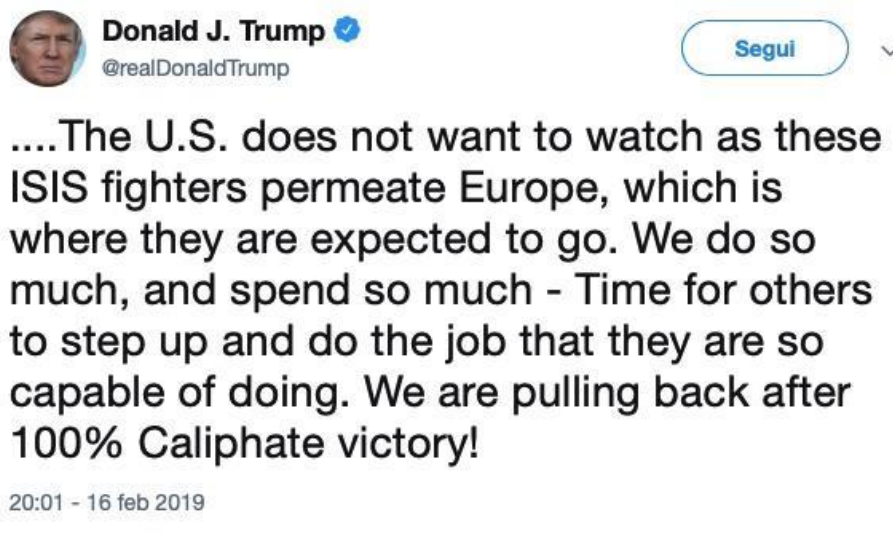 Donald J. Trump
@realDonaldTrump
Segui
....The U.S. does not want to watch as these
ISIS fighters permeate Europe, which is
where they are expected to go. We do so
much, and spend so much - Time for others
to step up and do the job that they are so
capable of doing. We are pulling back after
100% Caliphate victory!
20:01 - 16 feb 2019